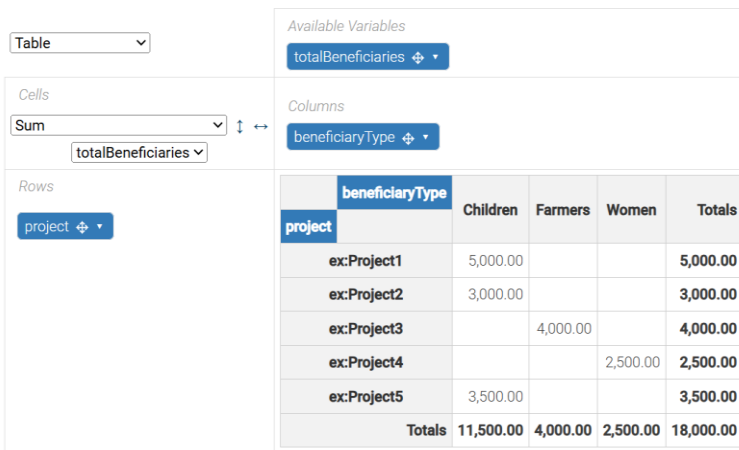 Available Variables
Table
totalBeneficiaries
Cells
Columns
Sum
beneficiaryType
totalBeneficiaries
Rows
project
beneficiaryType
Children Farmers Women Totals
project
ex:Project1 5,000.00 5,000.00
ex:Project2 3,000.00 3,000.00
ex:Project3 4,000.00 4,000.00
ex:Project4 2,500.00 2,500.00
ex:Project5 3,500.00 3,500.00
Totals 11,500.00 4,000.00 2,500.00 18,000.00